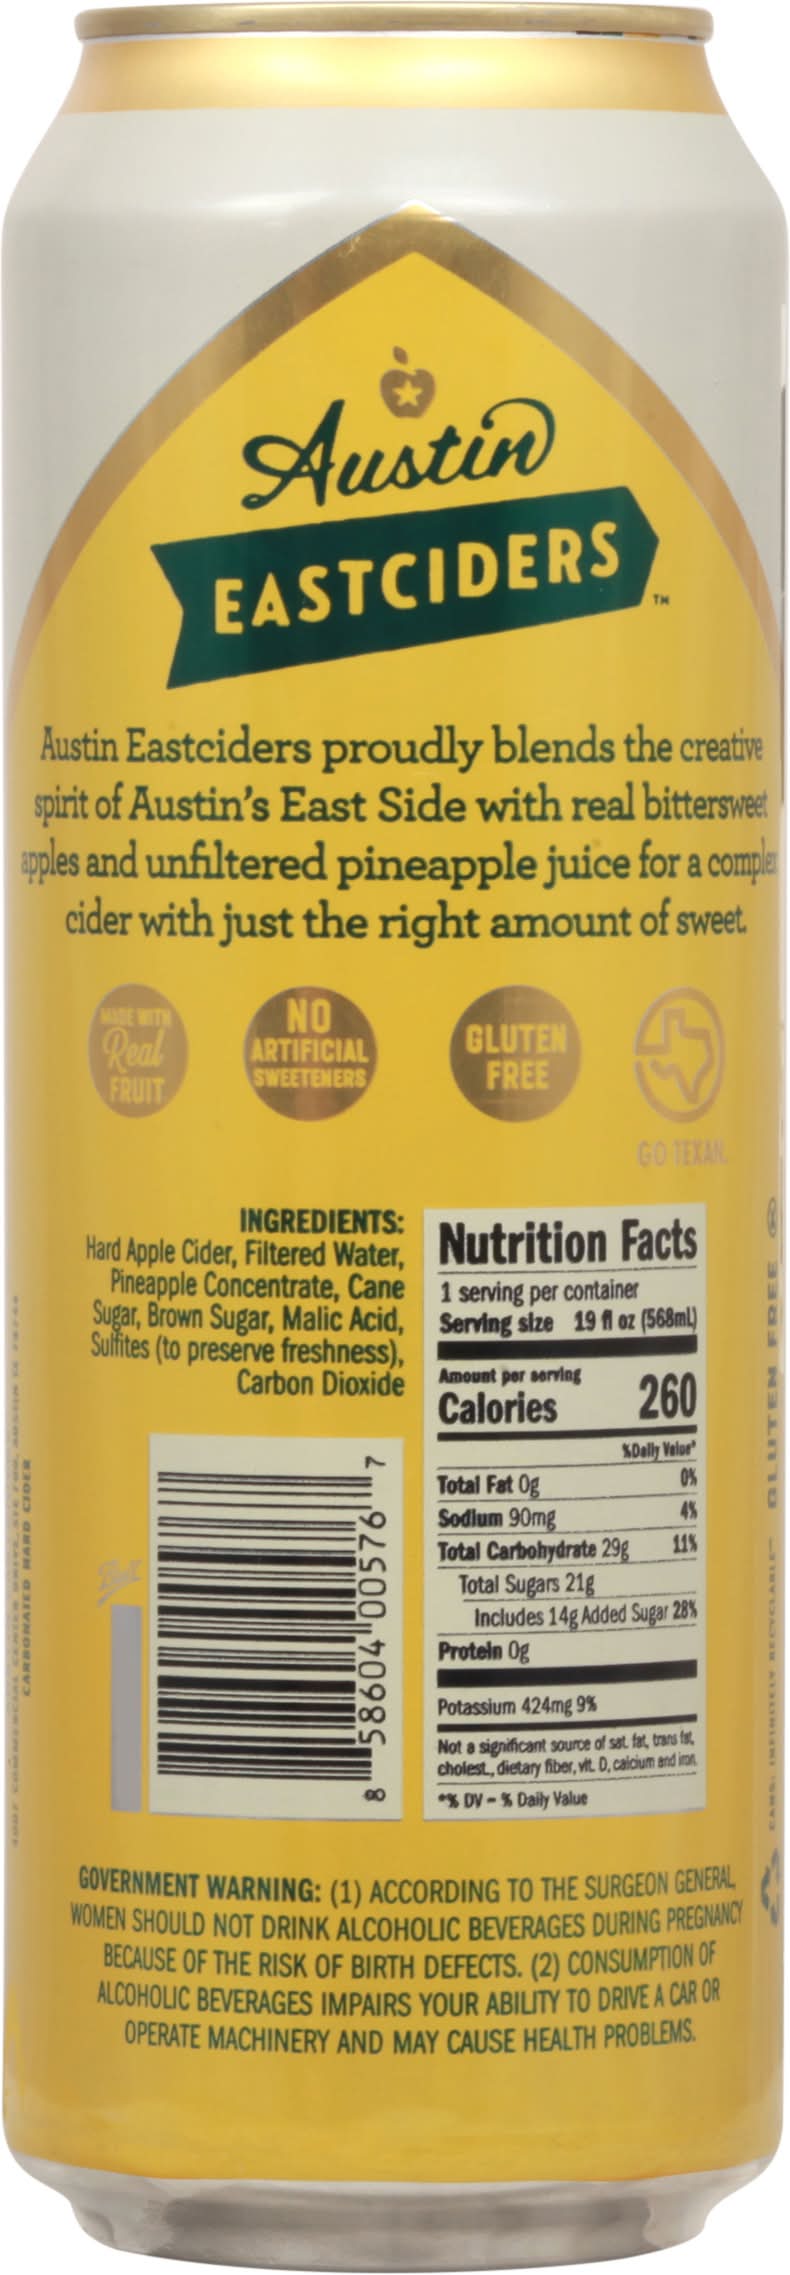 Austin
EASTCIDERS
™
Austin Eastciders proudly blends the creative
spirit of Austin's East Side with real bittersweet
apples and unfiltered pineapple juice for a complex
cider with just the right amount of sweet.
MADE WITH
Real
FRUIT
NO
ARTIFICIAL
SWEETENERS
GLUTEN
FREE
GO TEXAN.
INGREDIENTS:
Hard Apple Cider, Filtered Water,
Pineapple Concentrate, Cane
Sugar, Brown Sugar, Malic Acid,
Sulfites (to preserve freshness),
Carbon Dioxide
Nutrition Facts
1 serving per container
Serving size 19 fl oz (568mL)
Amount per serving
Calories 260
%Daily Value*
Total Fat 0g 0%
Sodium 90mg 4%
Total Carbohydrate 29g 11%
Total Sugars 21g
Includes 14g Added Sugar 28%
Protein 0g
Potassium 424mg 9%
Not a significant source of sat. fat, trans fat,
cholest., dietary fiber, vit. D, calcium and iron.
*% DV = % Daily Value
8 58604 00576 7
Ball
CARBONATED HARD CIDER
CANS: INFINITELY RECYCLABLE™ GLUTEN FREE
GOVERNMENT WARNING: (1) ACCORDING TO THE SURGEON GENERAL,
WOMEN SHOULD NOT DRINK ALCOHOLIC BEVERAGES DURING PREGNANCY
BECAUSE OF THE RISK OF BIRTH DEFECTS. (2) CONSUMPTION OF
ALCOHOLIC BEVERAGES IMPAIRS YOUR ABILITY TO DRIVE A CAR OR
OPERATE MACHINERY AND MAY CAUSE HEALTH PROBLEMS.